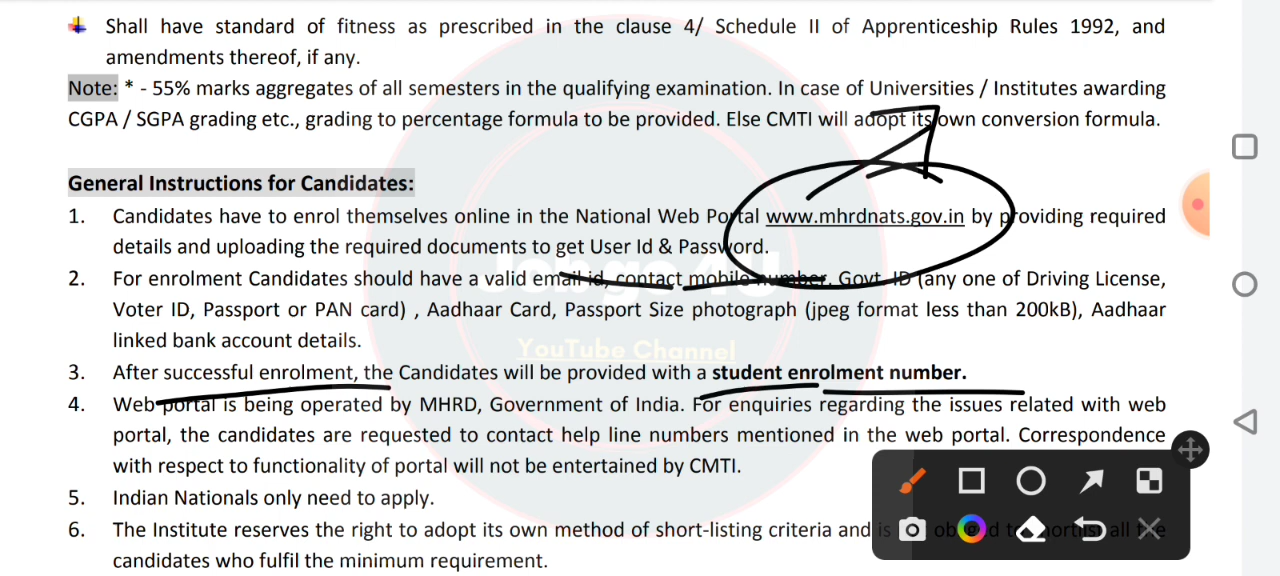 Shall have standard of fitness as prescribed in the clause 4/ Schedule II of Apprenticeship Rules 1992, and
amendments thereof, if any.
Note: * - 55% marks aggregates of all semesters in the qualifying examination. In case of Universities / Institutes awarding
CGPA / SGPA grading etc., grading to percentage formula to be provided. Else CMTI will adopt its own conversion formula.
General Instructions for Candidates:
1. Candidates have to enrol themselves online in the National Web Portal www.mhrdnats.gov.in by providing required
details and uploading the required documents to get User Id & Password.
2. For enrolment Candidates should have a valid email id, contact mobile number, Govt. ID (any one of Driving License,
Voter ID, Passport or PAN card) , Aadhaar Card, Passport Size photograph (jpeg format less than 200kB), Aadhaar
linked bank account details.
YouTube Channel
3. After successful enrolment, the Candidates will be provided with a student enrolment number.
4. Web portal is being operated by MHRD, Government of India. For enquiries regarding the issues related with web
portal, the candidates are requested to contact help line numbers mentioned in the web portal. Correspondence
with respect to functionality of portal will not be entertained by CMTI.
5. Indian Nationals only need to apply.
6. The Institute reserves the right to adopt its own method of short-listing criteria and is all the
candidates who fulfil the minimum requirement.